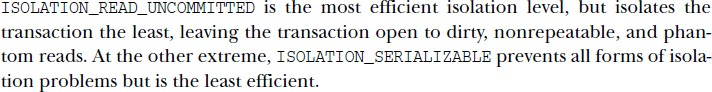 ISOLATION_READ_UNCOMMITTED is the most efficient isolation level, but isolates the
transaction the least, leaving the transaction open to dirty, nonrepeatable, and phan-
tom reads. At the other extreme, ISOLATION_SERIALIZABLE prevents all forms of isola-
tion problems but is the least efficient.